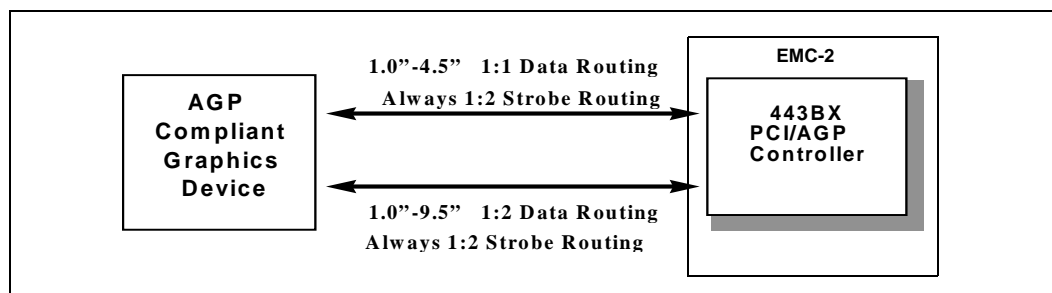 EMC-2
1.0"-4.5" 1:1 Data Routing
Always 1:2 Strobe Routing
AGP
Compliant
Graphics
Device
443BX
PCI/AGP
Controller
1.0"-9.5" 1:2 Data Routing
Always 1:2 Strobe Routing